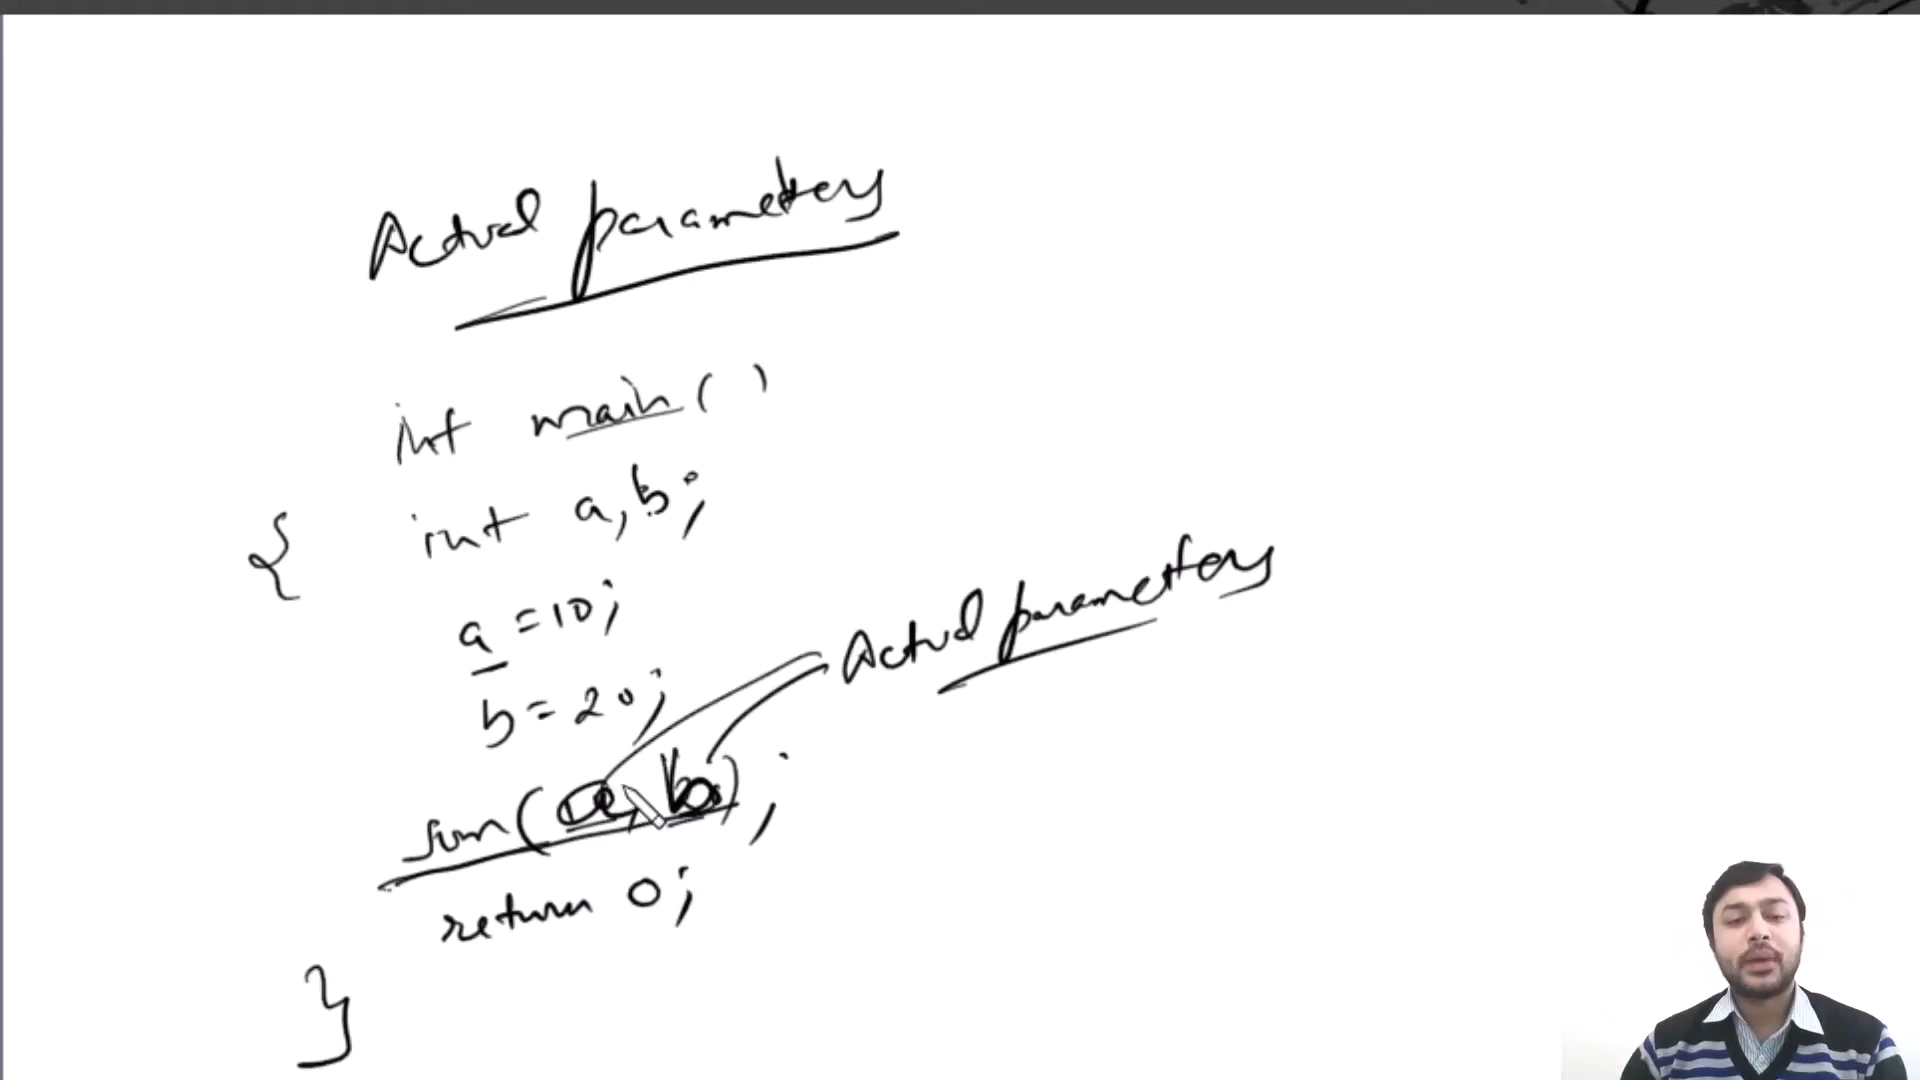 Actual parameters
int main( )
{ int a,b;
a = 10;
b = 20;
Actual parameters
sum(a, b);
return 0;
}